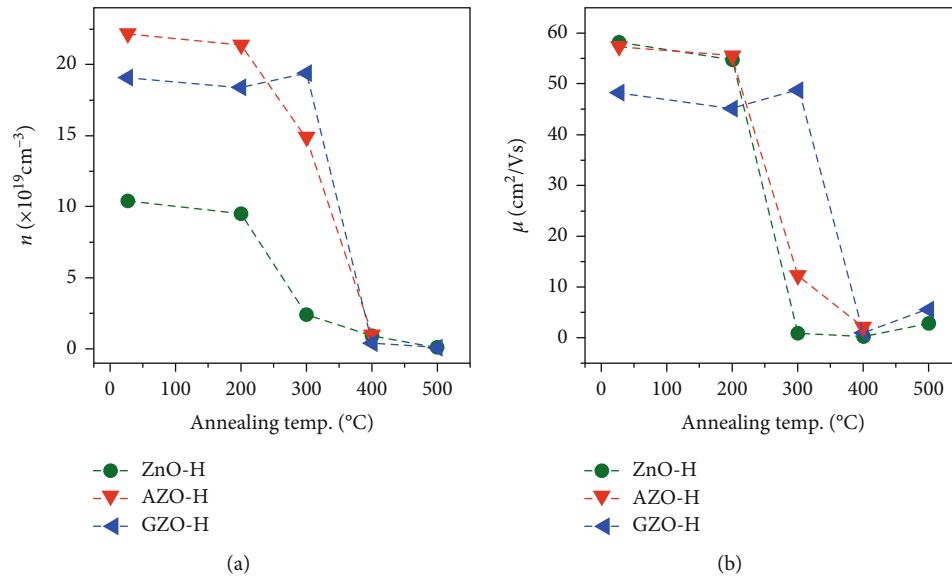 n (×10¹⁹cm⁻³)
20
15
10
5
0
0 100 200 300 400 500
Annealing temp. (°C)
ZnO-H
AZO-H
GZO-H
(a)
μ (cm²/Vs)
60
50
40
30
20
10
0
0 100 200 300 400 500
Annealing temp. (°C)
ZnO-H
AZO-H
GZO-H
(b)